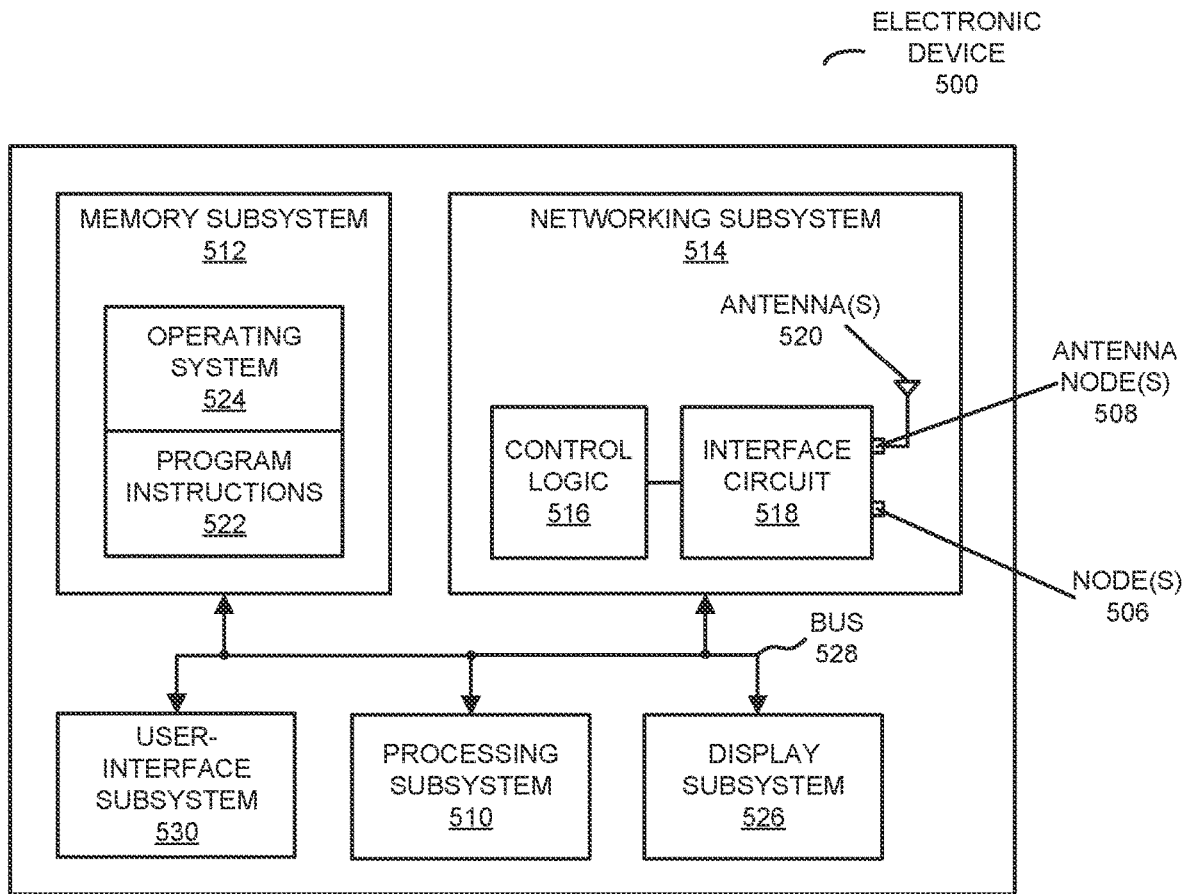 ELECTRONIC
DEVICE
500
MEMORY SUBSYSTEM
512
OPERATING
SYSTEM
524
PROGRAM
INSTRUCTIONS
522
NETWORKING SUBSYSTEM
514
ANTENNA(S)
520
CONTROL
LOGIC
516
INTERFACE
CIRCUIT
518
ANTENNA
NODE(S)
508
NODE(S)
506
BUS
528
USER-
INTERFACE
SUBSYSTEM
530
PROCESSING
SUBSYSTEM
510
DISPLAY
SUBSYSTEM
526